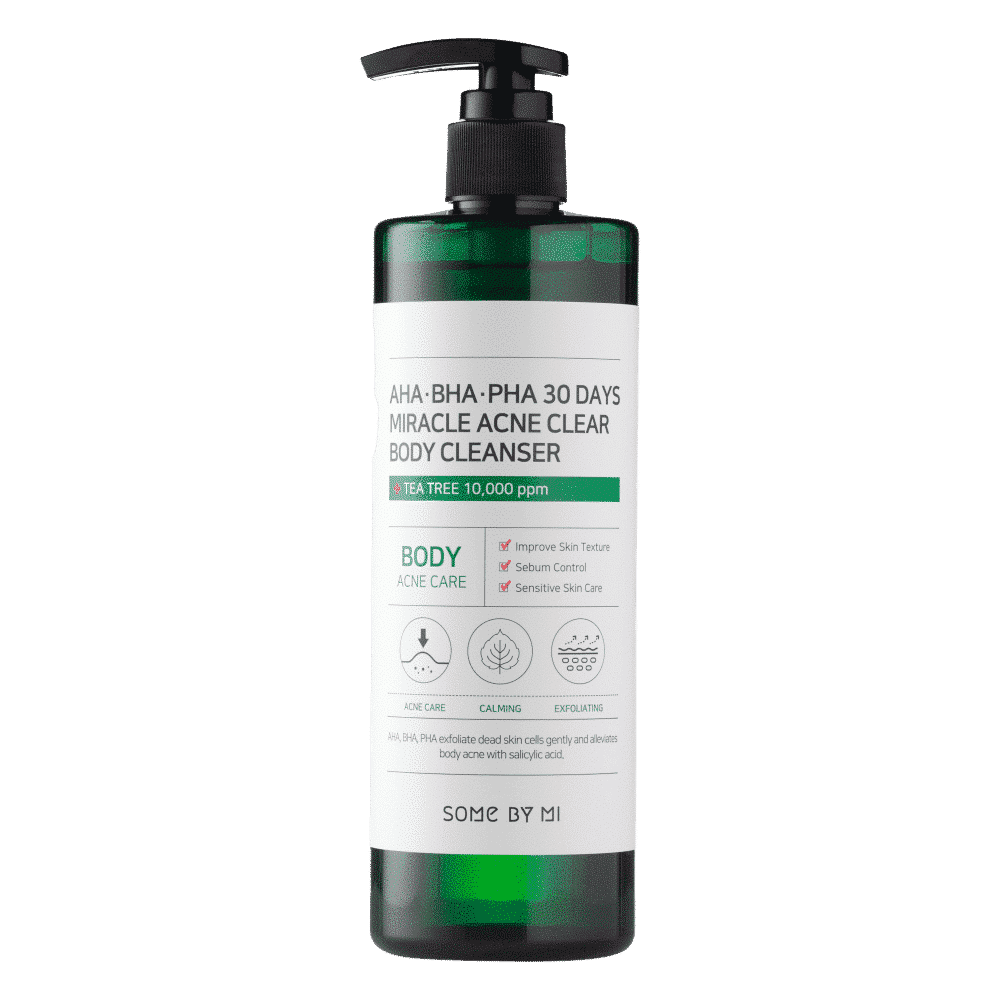 AHA·BHA·PHA 30 DAYS
MIRACLE ACNE CLEAR
BODY CLEANSER
TEA TREE 10,000 ppm
BODY
ACNE CARE
Improve Skin Texture
Sebum Control
Sensitive Skin Care
ACNE CARE
CALMING
EXFOLIATING
AHA, BHA, PHA exfoliate dead skin cells gently and alleviates
body acne with salicylic acid.
SOME BY MI